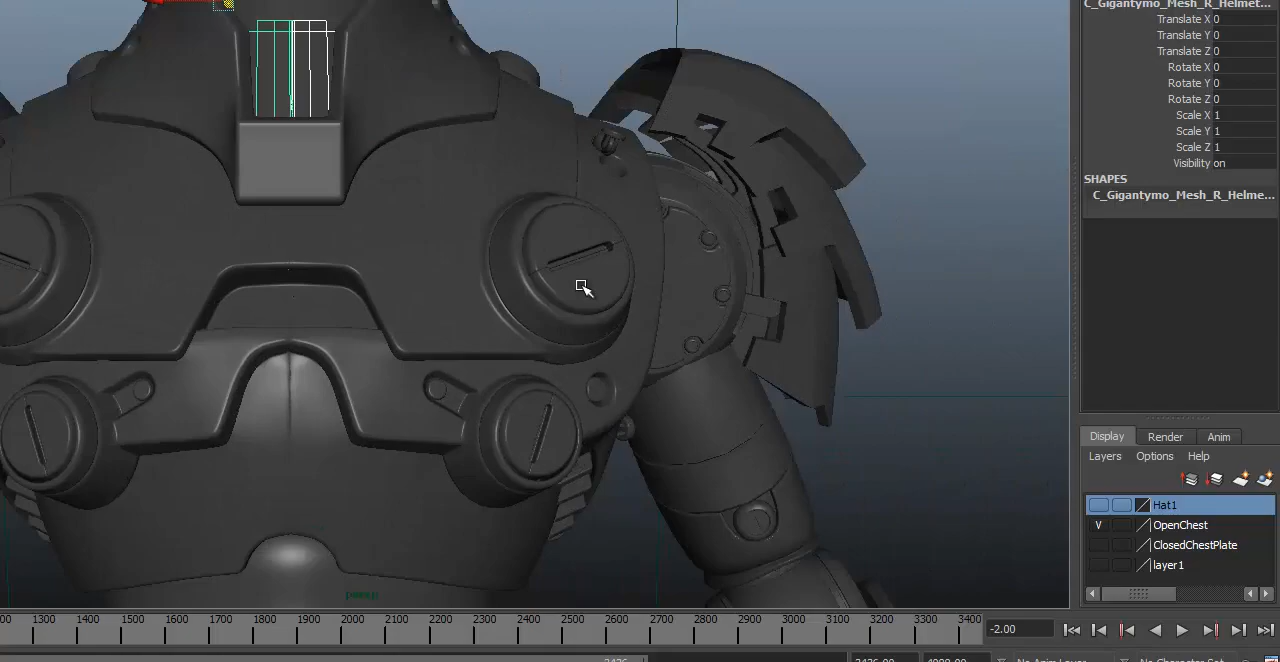 C_Gigantymo_Mesh_R_Helmet...
Translate X 0
Translate Y 0
Translate Z 0
Rotate X 0
Rotate Y 0
Rotate Z 0
Scale X 1
Scale Y 1
Scale Z 1
Visibility on
SHAPES
C_Gigantymo_Mesh_R_Helme...
Display Render Anim
Layers Options Help
Hat1
V OpenChest
ClosedChestPlate
layer1
persp
00 1300 1400 1500 1600 1700 1800 1900 2000 2100 2200 2300 2400 2500 2600 2700 2800 2900 3000 3100 3200 3300 3400 -2.00
No Anim Layer No Character Set